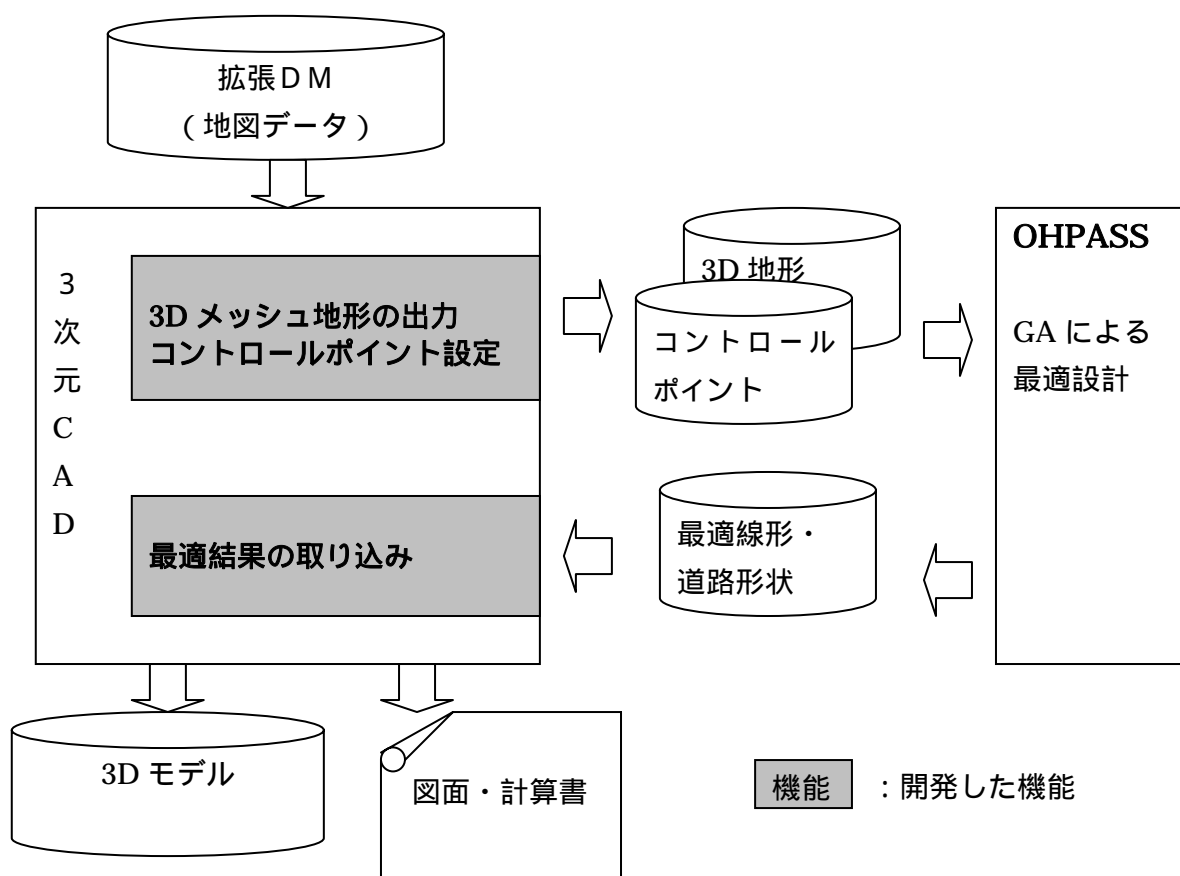 拡張DM
(地図データ)
3次元CAD
3D メッシュ地形の出力
コントロールポイント設定
3D 地形
コントロール
ポイント
OHPASS
GA による
最適設計
最適結果の取り込み
最適線形・
道路形状
3D モデル
図面・計算書
機能 :開発した機能